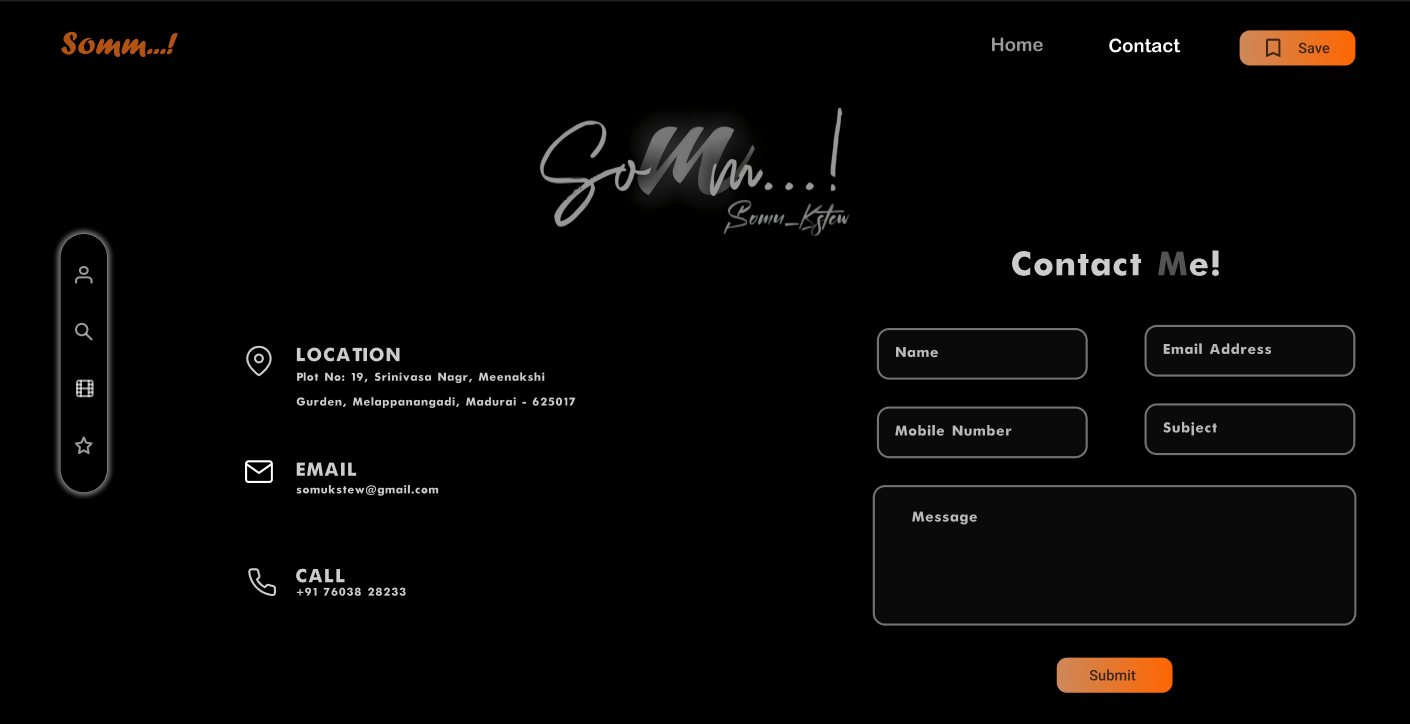 Somm...!
Home
Contact
Save
SoMm...!
Somu_Kstew
Contact Me!
LOCATION
Plot No: 19, Srinivasa Nagr, Meenakshi
Gurden, Melappanangadi, Madurai - 625017
EMAIL
somukstew@gmail.com
CALL
+91 76038 28233
Name
Email Address
Mobile Number
Subject
Message
Submit